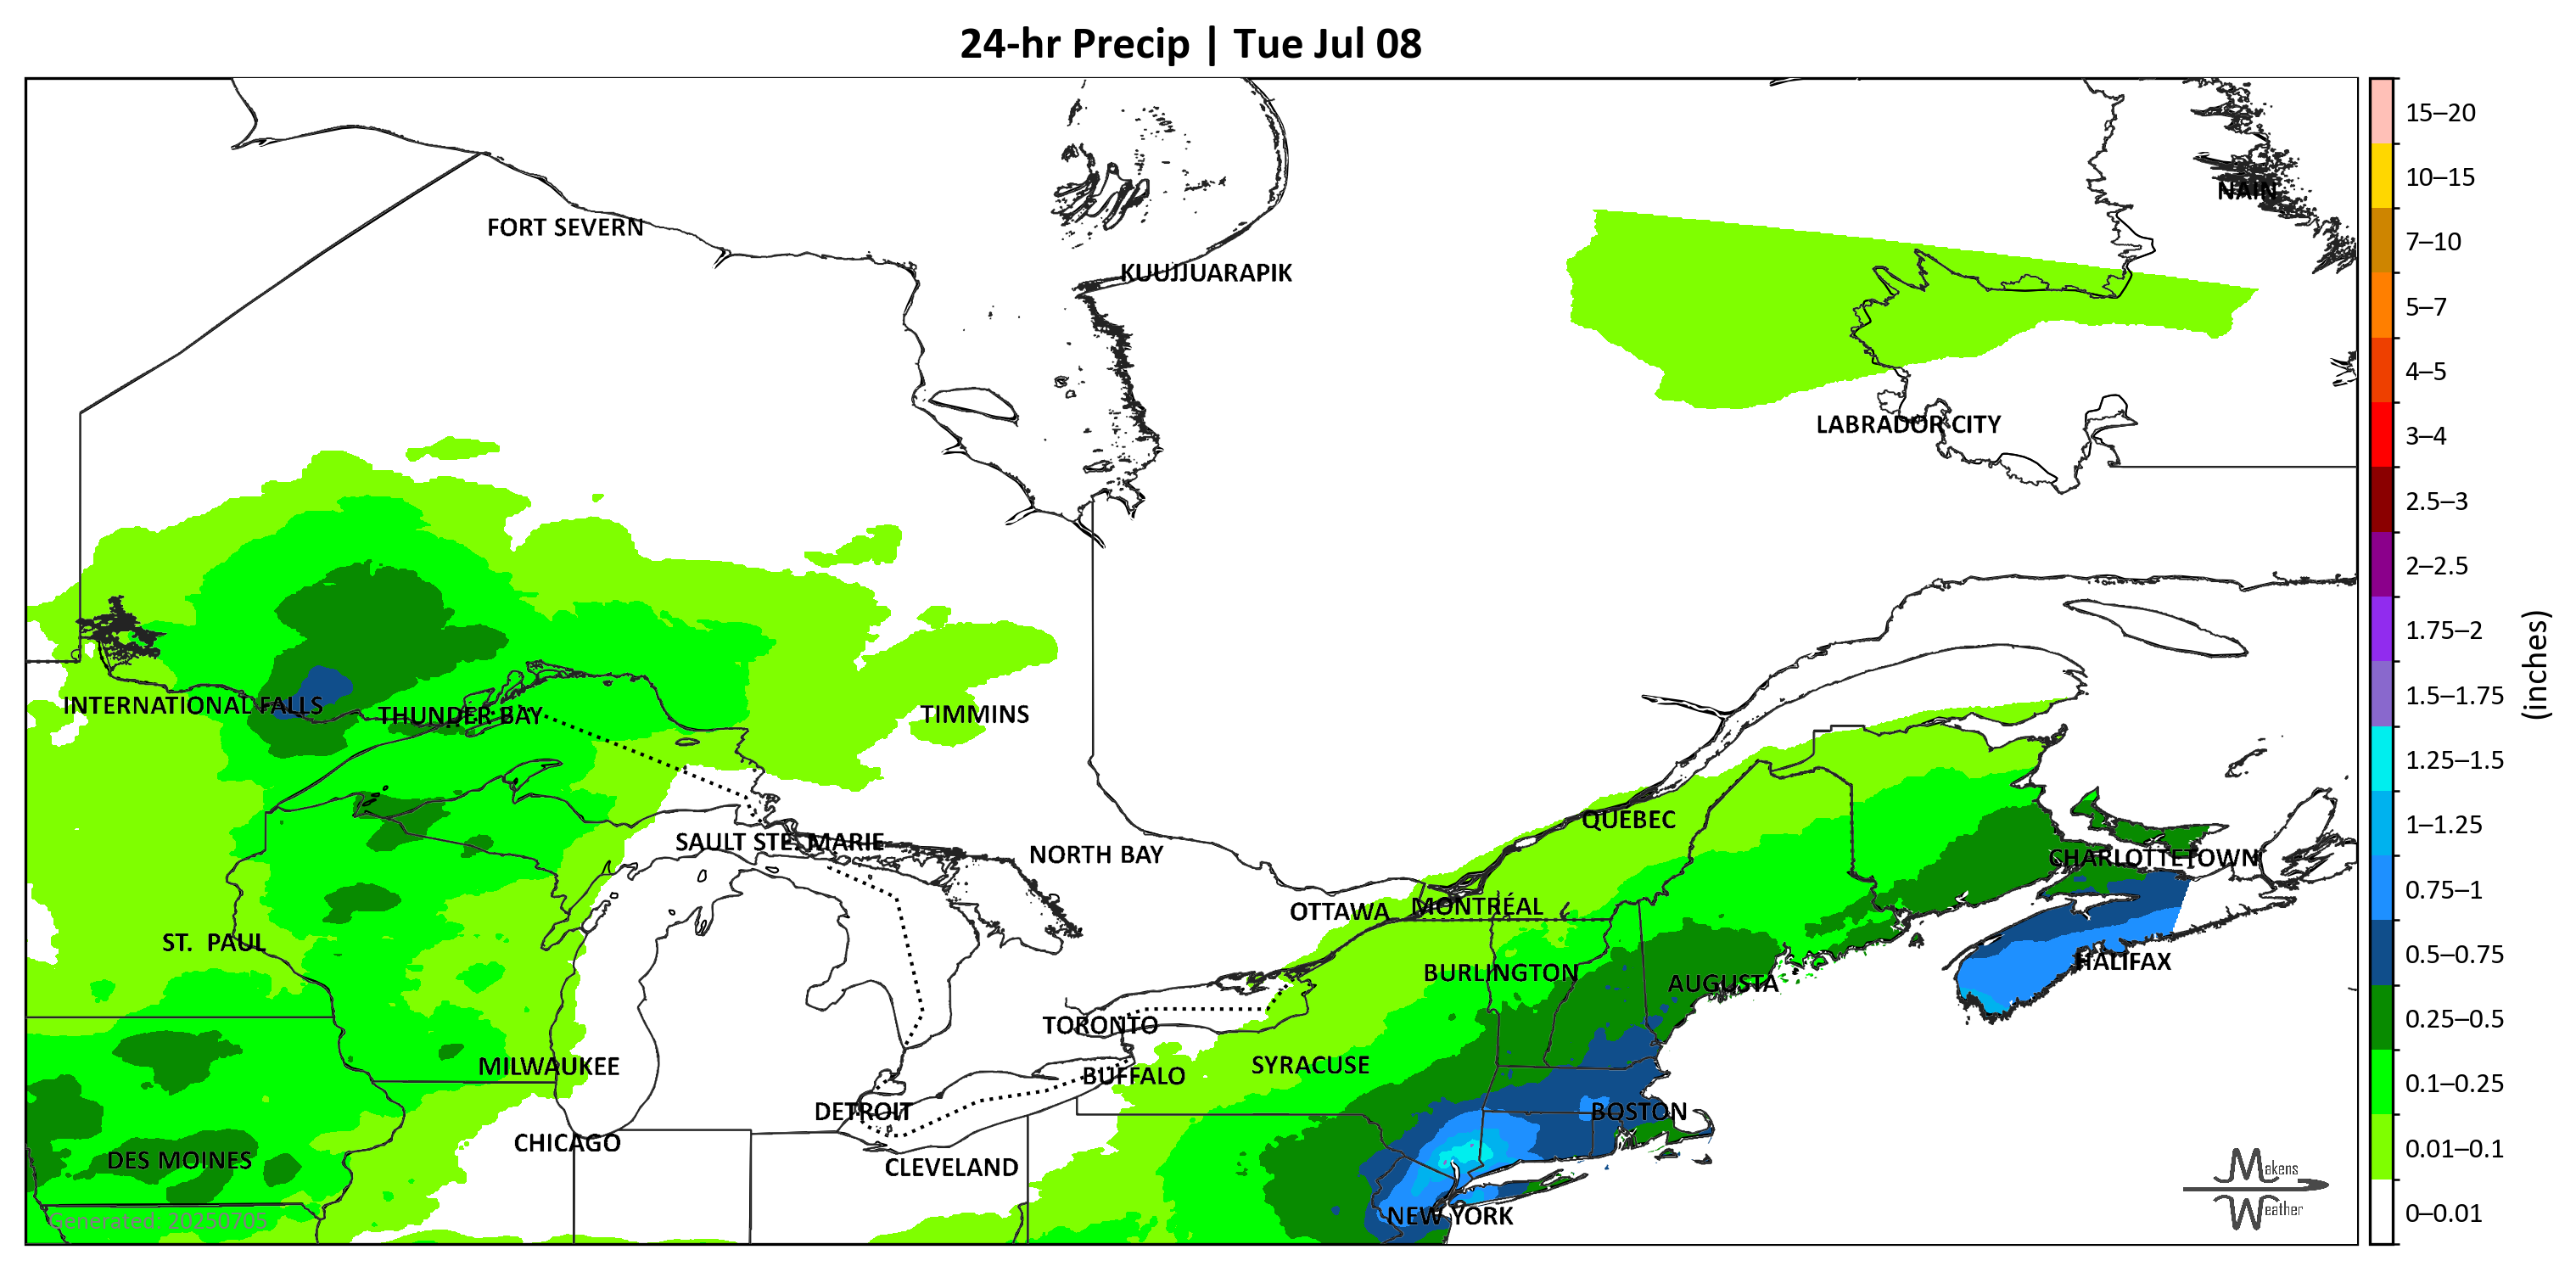 24-hr Precip | Tue Jul 08
15–20
10–15
NAIN
FORT SEVERN
7–10
KUUJJUARAPIK
5–7
4–5
LABRADOR CITY
3–4
2.5–3
2–2.5
1.75–2
(inches)
INTERNATIONAL FALLS
THUNDER BAY
TIMMINS
1.5–1.75
1.25–1.5
QUEBEC
1–1.25
SAULT STE. MARIE
NORTH BAY
CHARLOTTETOWN
0.75–1
OTTAWA
MONTRÉAL
ST. PAUL
HALIFAX
0.5–0.75
BURLINGTON
AUGUSTA
TORONTO
0.25–0.5
MILWAUKEE
SYRACUSE
BUFFALO
0.1–0.25
DETROIT
BOSTON
CHICAGO
DES MOINES
CLEVELAND
0.01–0.1
Makens
Weather
Generated: 20250705
NEW YORK
0–0.01